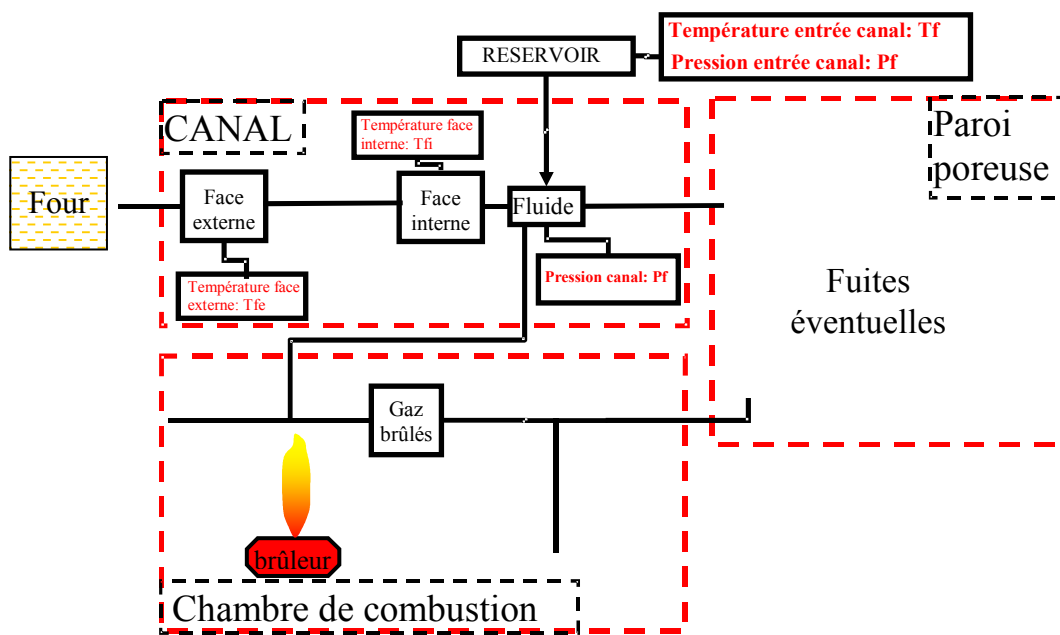 Température entrée canal: Tf
Pression entrée canal: Pf
RESERVOIR
CANAL
Température face
interne: Tfi
Paroi
poreuse
Four
Face
externe
Face
interne
Fluide
Température face
externe: Tfe
Pression canal: Pf
Fuites
éventuelles
Gaz
brûlés
brûleur
Chambre de combustion